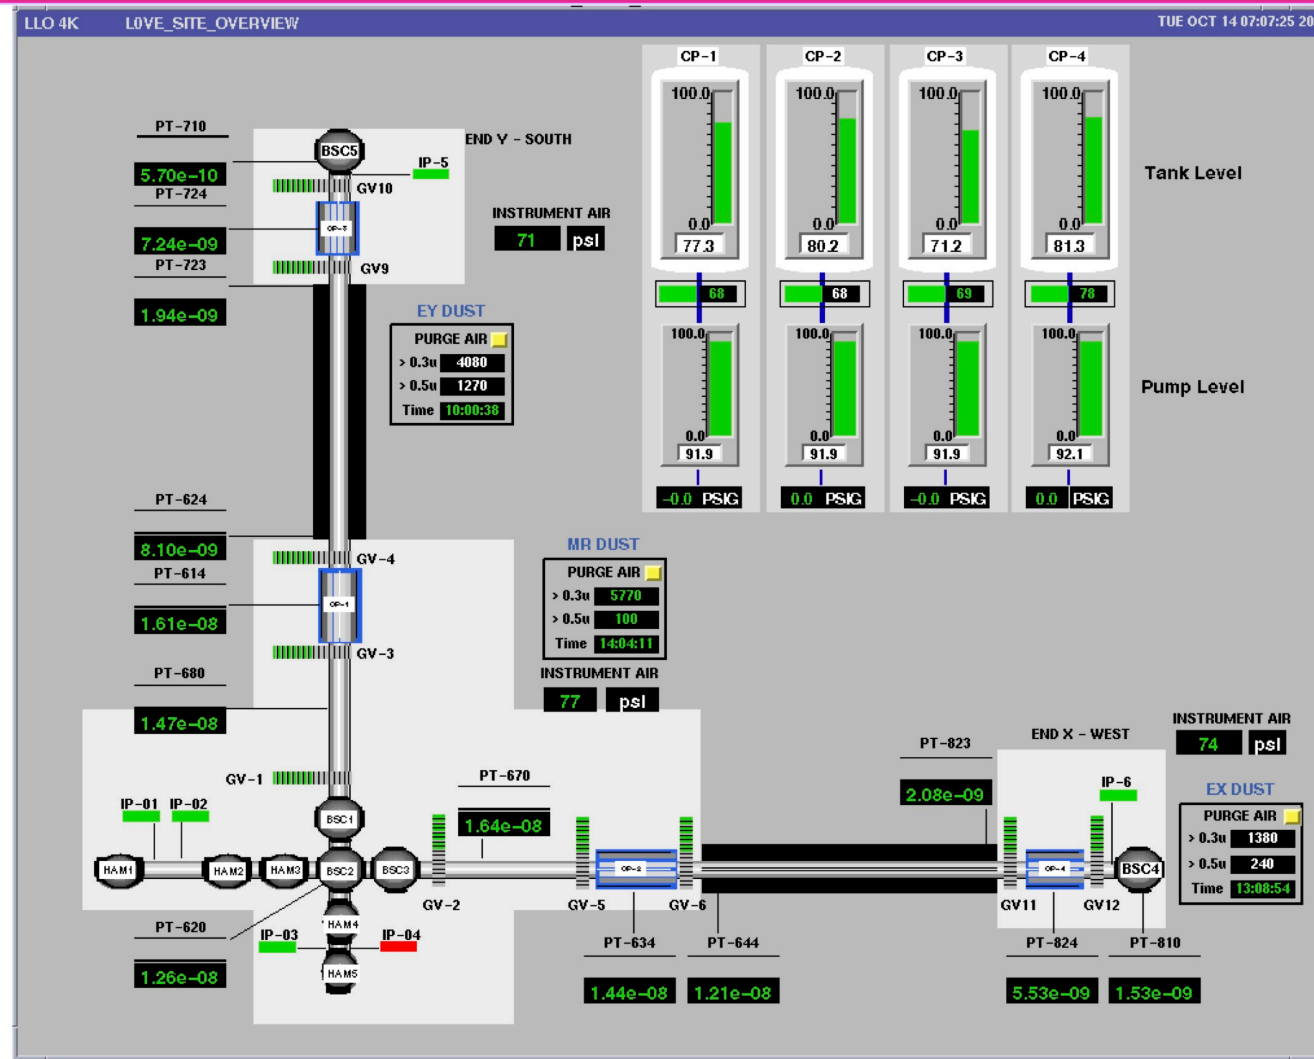 LLO 4K L0VE_SITE_OVERVIEW TUE OCT 14 07:07:25 20
CP-1 CP-2 CP-3 CP-4
100.0 100.0 100.0 100.0
Tank Level
0.0 0.0 0.0 0.0
77.3 80.2 71.2 81.3
68 68 69 78
100.0 100.0 100.0 100.0
Pump Level
0.0 0.0 0.0 0.0
91.9 91.9 91.9 92.1
-0.0 PSIG 0.0 PSIG -0.0 PSIG 0.0 PSIG
PT-710
5.70e-10
PT-724
7.24e-09
PT-723
1.94e-09
BSC5
END Y - SOUTH
IP-5
GV10
GV9
INSTRUMENT AIR
71 psI
EY DUST
PURGE AIR
> 0.3u 4080
> 0.5u 1270
Time 10:00:38
PT-624
8.10e-09
PT-614
1.61e-08
PT-680
1.47e-08
GV-4
OP-1
GV-3
MR DUST
PURGE AIR
> 0.3u 5770
> 0.5u 100
Time 14:04:11
INSTRUMENT AIR
77 psI
GV-1
PT-670
1.64e-08
IP-01 IP-02
BSC1
HAM1 HAM2 HAM3 BSC2 BSC3
GV-2
GV-5
OP-2
GV-6
HAM4
IP-03 IP-04
HAM5
PT-620
1.26e-08
PT-634
1.44e-08
PT-644
1.21e-08
PT-823
2.08e-09
END X - WEST
IP-6
OP-4
BSC4
GV11 GV12
PT-824
5.53e-09
PT-810
1.53e-09
INSTRUMENT AIR
74 psI
EX DUST
PURGE AIR
> 0.3u 1380
> 0.5u 240
Time 13:08:54